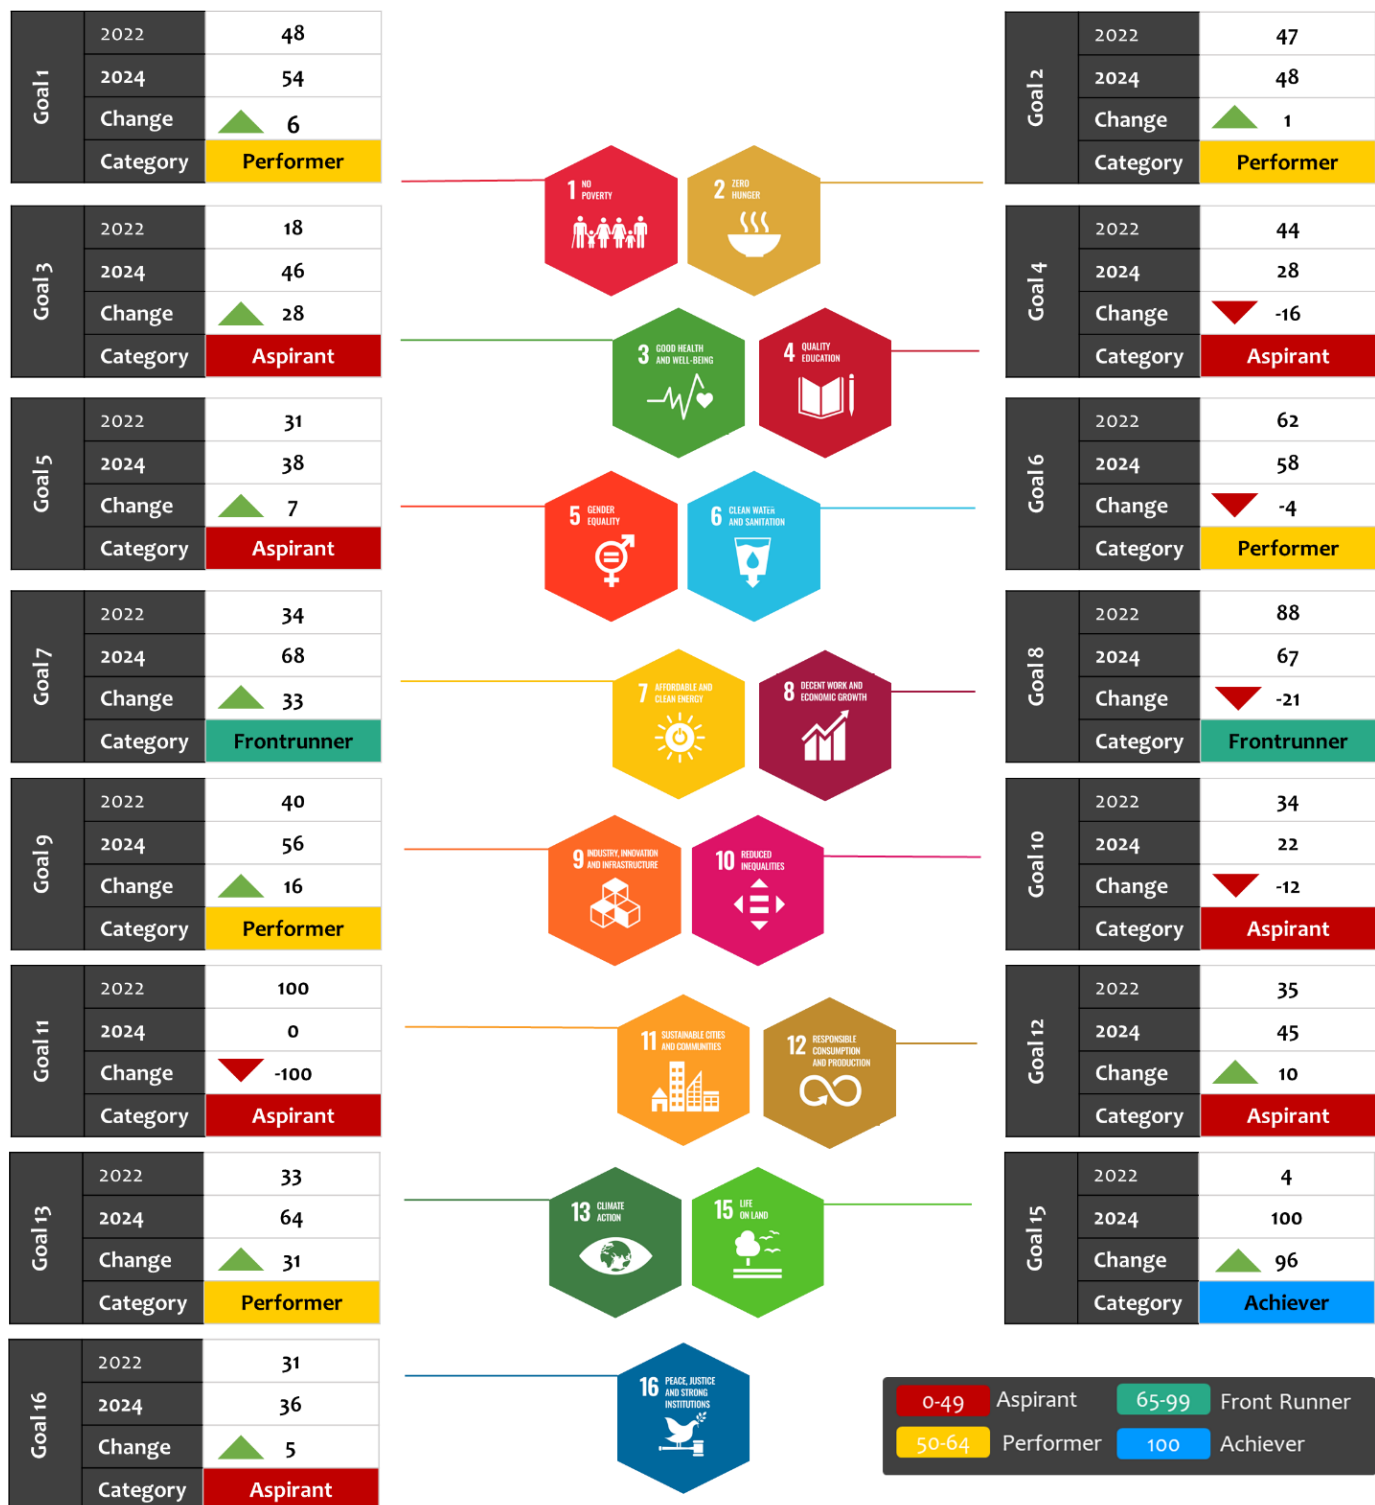 Goal 1
2022 48
2024 54
Change 6
Category Performer
Goal 2
2022 47
2024 48
Change 1
Category Performer
1 NO
POVERTY
2 ZERO
HUNGER
Goal 3
2022 18
2024 46
Change 28
Category Aspirant
Goal 4
2022 44
2024 28
Change -16
Category Aspirant
3 GOOD HEALTH
AND WELL-BEING
4 QUALITY
EDUCATION
Goal 5
2022 31
2024 38
Change 7
Category Aspirant
Goal 6
2022 62
2024 58
Change -4
Category Performer
5 GENDER
EQUALITY
6 CLEAN WATER
AND SANITATION
Goal 7
2022 34
2024 68
Change 33
Category Frontrunner
Goal 8
2022 88
2024 67
Change -21
Category Frontrunner
7 AFFORDABLE AND
CLEAN ENERGY
8 DECENT WORK AND
ECONOMIC GROWTH
Goal 9
2022 40
2024 56
Change 16
Category Performer
Goal 10
2022 34
2024 22
Change -12
Category Aspirant
9 INDUSTRY, INNOVATION
AND INFRASTRUCTURE
10 REDUCED
INEQUALITIES
Goal 11
2022 100
2024 0
Change -100
Category Aspirant
Goal 12
2022 35
2024 45
Change 10
Category Aspirant
11 SUSTAINABLE CITIES
AND COMMUNITIES
12 RESPONSIBLE
CONSUMPTION
AND PRODUCTION
Goal 13
2022 33
2024 64
Change 31
Category Performer
Goal 15
2022 4
2024 100
Change 96
Category Achiever
13 CLIMATE
ACTION
15 LIFE
ON LAND
Goal 16
2022 31
2024 36
Change 5
Category Aspirant
16 PEACE, JUSTICE
AND STRONG
INSTITUTIONS
0-49 Aspirant
65-99 Front Runner
50-64 Performer
100 Achiever